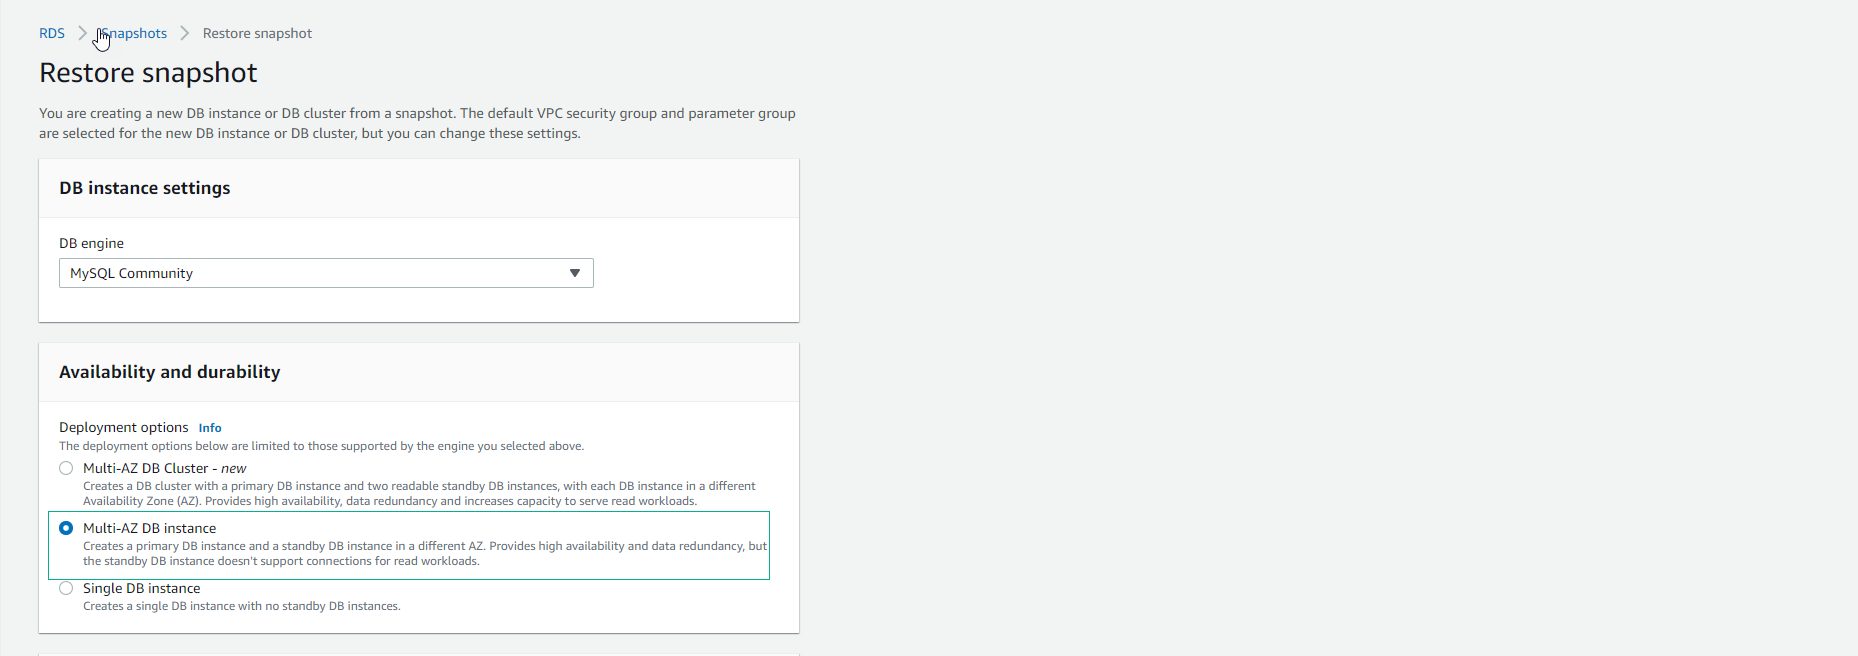 RDS > Snapshots > Restore snapshot
Restore snapshot
You are creating a new DB instance or DB cluster from a snapshot. The default VPC security group and parameter group
are selected for the new DB instance or DB cluster, but you can change these settings.
DB instance settings
DB engine
MySQL Community
Availability and durability
Deployment options Info
The deployment options below are limited to those supported by the engine you selected above.
Multi-AZ DB Cluster - new
Creates a DB cluster with a primary DB instance and two readable standby DB instances, with each DB instance in a different
Availability Zone (AZ). Provides high availability, data redundancy and increases capacity to serve read workloads.
Multi-AZ DB instance
Creates a primary DB instance and a standby DB instance in a different AZ. Provides high availability and data redundancy, but
the standby DB instance doesn't support connections for read workloads.
Single DB instance
Creates a single DB instance with no standby DB instances.